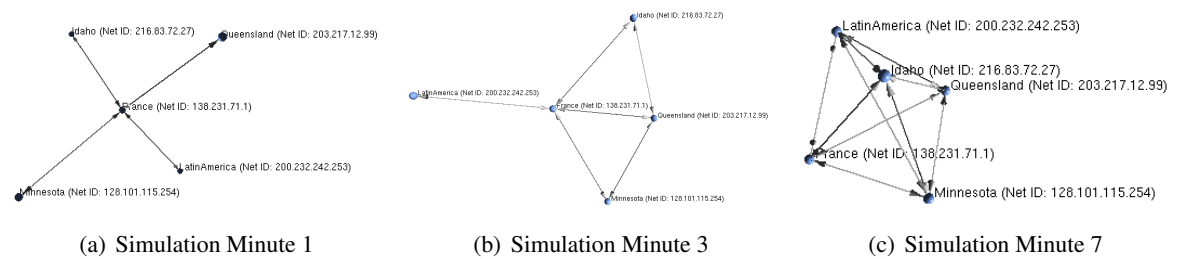 Idaho (Net ID: 216.83.72.27)
Queensland (Net ID: 203.217.12.99)
France (Net ID: 138.231.71.1)
LatinAmerica (Net ID: 200.232.242.253)
Minnesota (Net ID: 128.101.115.254)
(a) Simulation Minute 1
Idaho (Net ID: 216.83.72.27)
LatinAmerica (Net ID: 200.232.242.253)
France (Net ID: 138.231.71.1)
Queensland (Net ID: 203.217.12.99)
Minnesota (Net ID: 128.101.115.254)
(b) Simulation Minute 3
LatinAmerica (Net ID: 200.232.242.253)
Idaho (Net ID: 216.83.72.27)
Queensland (Net ID: 203.217.12.99)
France (Net ID: 138.231.71.1)
Minnesota (Net ID: 128.101.115.254)
(c) Simulation Minute 7